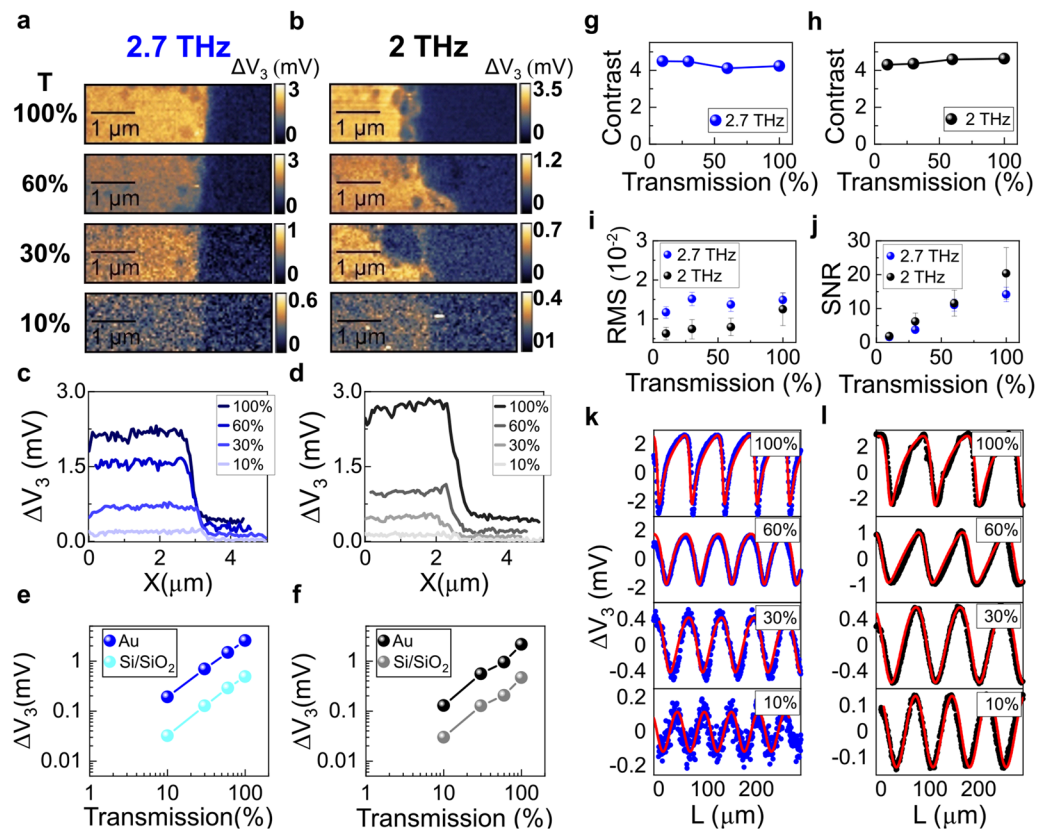 a
b
2.7 THz
2 THz
T
ΔV3 (mV)
ΔV3 (mV)
100%
1 µm
3
0
1 µm
3.5
0
60%
1 µm
3
0
1 µm
1.2
0
30%
1 µm
1
0
1 µm
0.7
0
10%
1 µm
0.6
0
1 µm
0.4
01
c
3.0
1.5
0.0
ΔV3 (mV)
100%
60%
30%
10%
0
2
4
X(µm)
d
3.0
1.5
0.0
ΔV3 (mV)
100%
60%
30%
10%
0
2
4
X(µm)
e
ΔV3(mV)
1
0.1
0.01
Au
Si/SiO2
1
10
100
Transmission(%)
f
ΔV3(mV)
1
0.1
0.01
Au
Si/SiO2
1
10
100
Transmission(%)
g
Contrast
6
4
2
0
2.7 THz
0
50
100
Transmission (%)
h
Contrast
6
4
2
0
2 THz
0
50
100
Transmission (%)
i
RMS (10-2)
3
2
1
2.7 THz
2 THz
0
25
50
75
100
Transmission (%)
j
SNR
30
20
10
0
2.7 THz
2 THz
0
25
50
75
100
Transmission (%)
k
ΔV3 (mV)
100%
2
0
-2
60%
2
0
-2
30%
0.4
0
-0.4
10%
0.2
0
-0.2
0
100
200
L (µm)
l
100%
2
0
-2
60%
1
0
-1
30%
0.4
0
-0.4
10%
0.1
0
-0.1
0
100
200
L (µm)